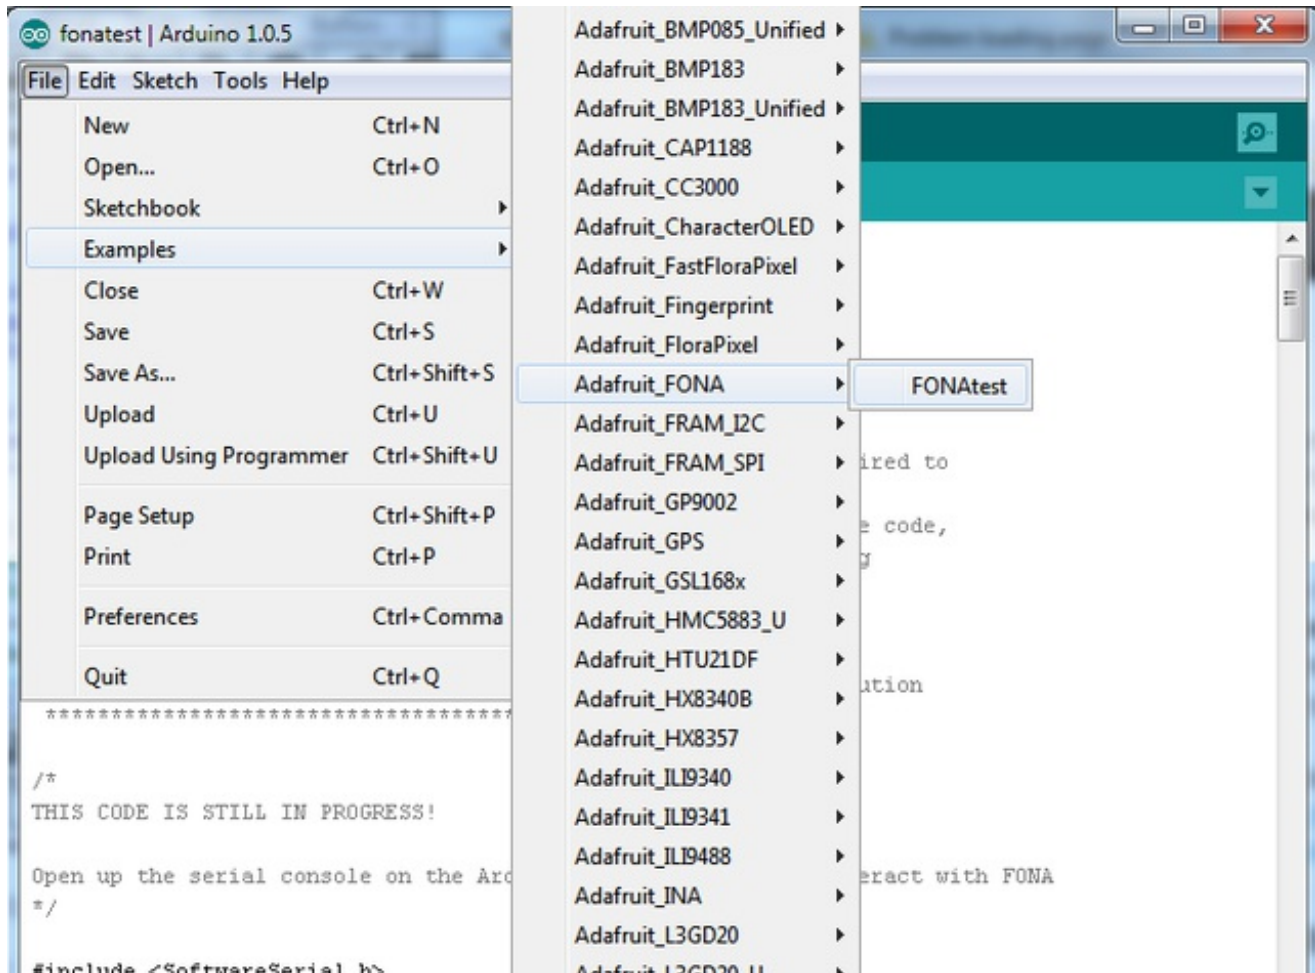 fonatest | Arduino 1.0.5
File Edit Sketch Tools Help
New Ctrl+N
Open... Ctrl+O
Sketchbook
Examples
Close Ctrl+W
Save Ctrl+S
Save As... Ctrl+Shift+S
Upload Ctrl+U
Upload Using Programmer Ctrl+Shift+U
Page Setup Ctrl+Shift+P
Print Ctrl+P
Preferences Ctrl+Comma
Quit Ctrl+Q
Adafruit_BMP085_Unified
Adafruit_BMP183
Adafruit_BMP183_Unified
Adafruit_CAP1188
Adafruit_CC3000
Adafruit_CharacterOLED
Adafruit_FastFloraPixel
Adafruit_Fingerprint
Adafruit_FloraPixel
Adafruit_FONA
Adafruit_FRAM_I2C
Adafruit_FRAM_SPI
Adafruit_GP9002
Adafruit_GPS
Adafruit_GSL168x
Adafruit_HMC5883_U
Adafruit_HTU21DF
Adafruit_HX8340B
Adafruit_HX8357
Adafruit_ILI9340
Adafruit_ILI9341
Adafruit_ILI9488
Adafruit_INA
Adafruit_L3GD20
Adafruit_L3GD20_U
FONAtest
ired to
e code,
g
ution
****************************************
/*
THIS CODE IS STILL IN PROGRESS!
Open up the serial console on the Ard eract with FONA
*/
#include <SoftwareSerial.h>